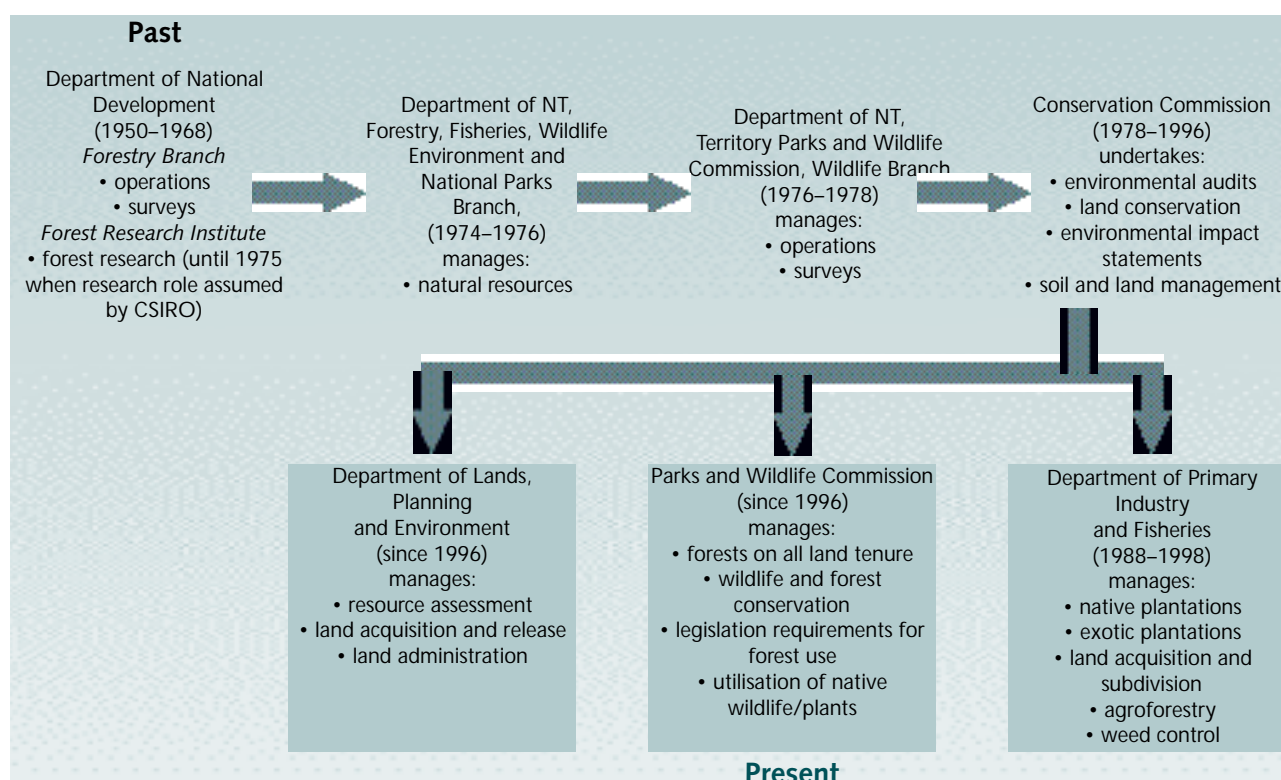 Past
Department of National
Development
(1950–1968)
Forestry Branch
• operations
• surveys
Forest Research Institute
• forest research (until 1975
when research role assumed
by CSIRO)
Department of NT,
Forestry, Fisheries, Wildlife
Environment and
National Parks
Branch,
(1974–1976)
manages:
• natural resources
Department of NT,
Territory Parks and Wildlife
Commission, Wildlife Branch
(1976–1978)
manages:
• operations
• surveys
Conservation Commission
(1978–1996)
undertakes:
• environmental audits
• land conservation
• environmental impact
statements
• soil and land management
Department of Lands,
Planning
and Environment
(since 1996)
manages:
• resource assessment
• land acquisition and release
• land administration
Parks and Wildlife Commission
(since 1996)
manages:
• forests on all land tenure
• wildlife and forest
conservation
• legislation requirements for
forest use
• utilisation of native
wildlife/plants
Department of Primary
Industry
and Fisheries
(1988–1998)
manages:
• native plantations
• exotic plantations
• land acquisition and
subdivision
• agroforestry
• weed control
Present